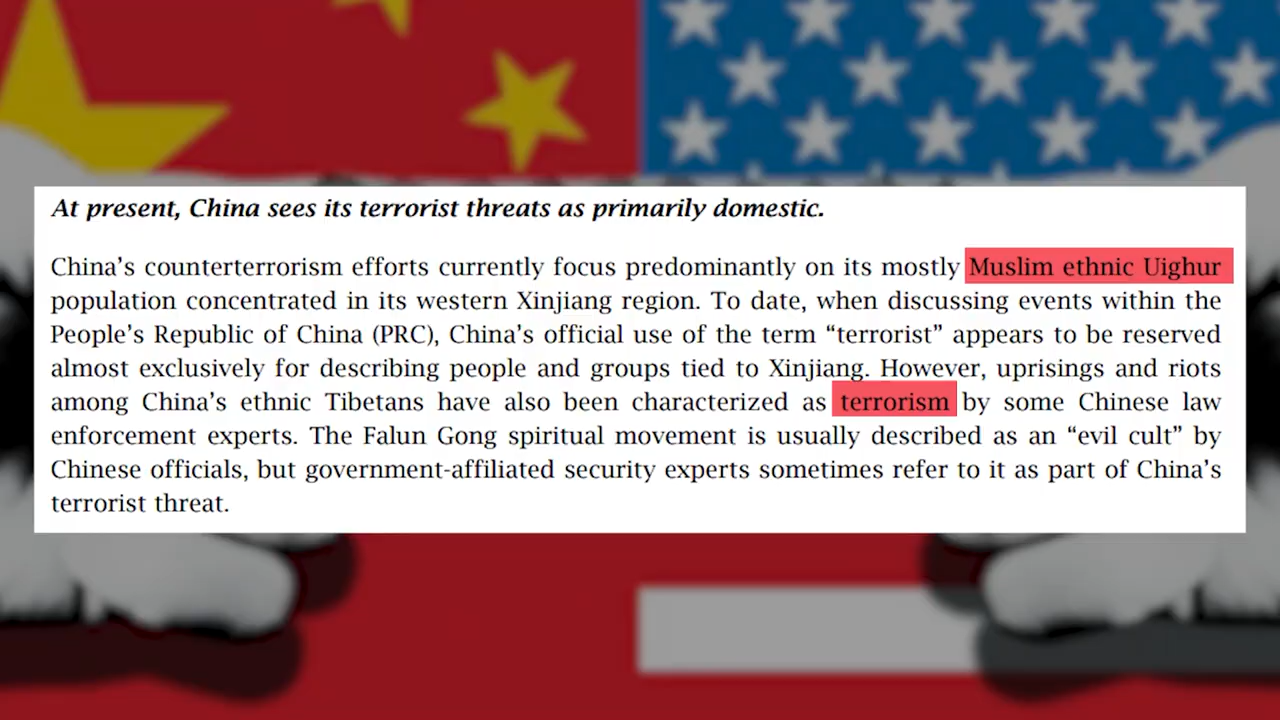 At present, China sees its terrorist threats as primarily domestic.
China’s counterterrorism efforts currently focus predominantly on its mostly Muslim ethnic Uighur
population concentrated in its western Xinjiang region. To date, when discussing events within the
People’s Republic of China (PRC), China’s official use of the term “terrorist” appears to be reserved
almost exclusively for describing people and groups tied to Xinjiang. However, uprisings and riots
among China’s ethnic Tibetans have also been characterized as terrorism by some Chinese law
enforcement experts. The Falun Gong spiritual movement is usually described as an “evil cult” by
Chinese officials, but government-affiliated security experts sometimes refer to it as part of China’s
terrorist threat.